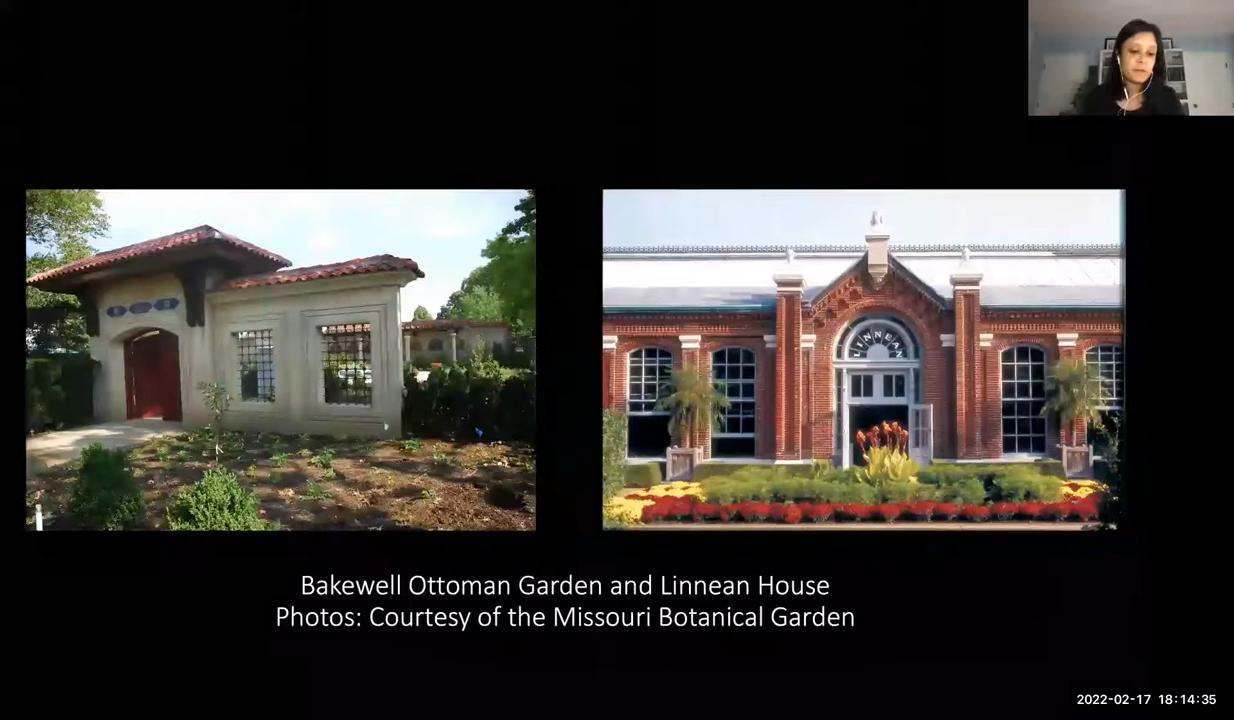 LINNEAN
Bakewell Ottoman Garden and Linnean House
Photos: Courtesy of the Missouri Botanical Garden
2022-02-17 18:14:35